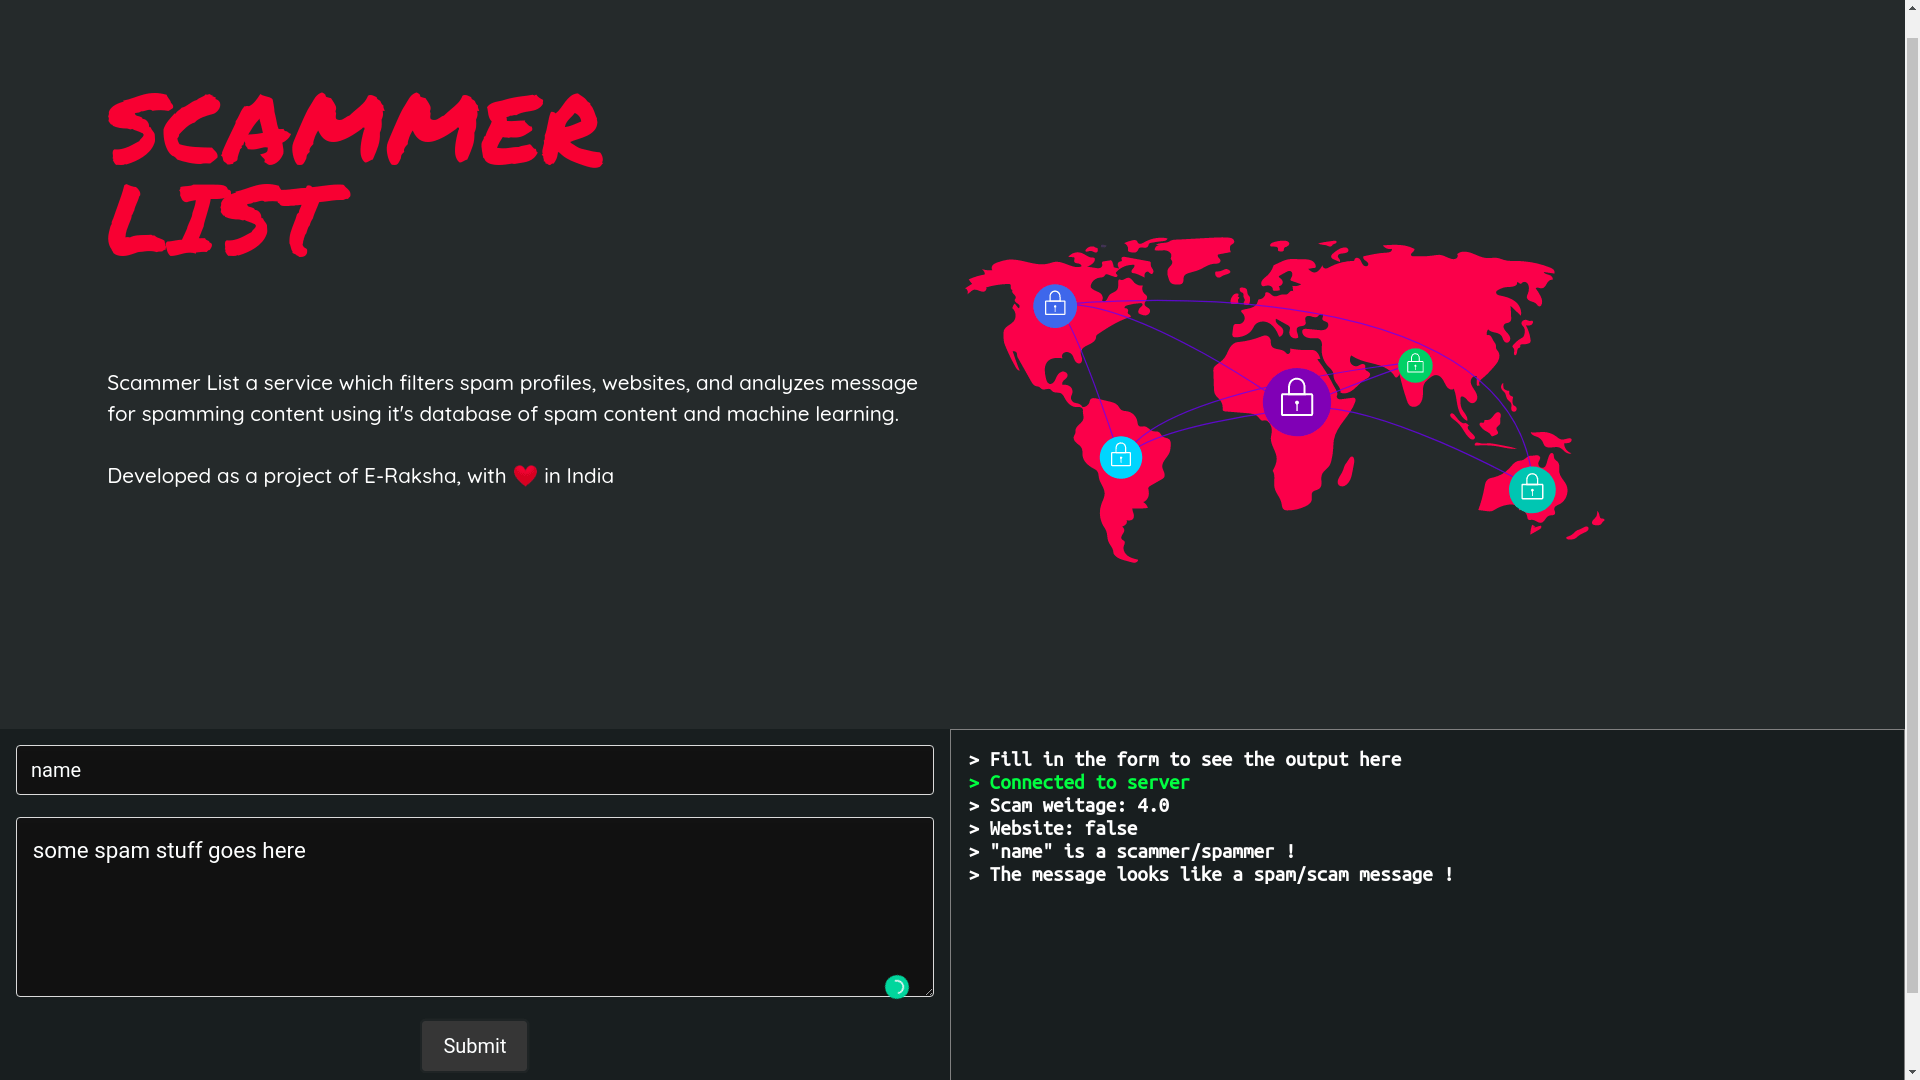 SCAMMER
LIST
Scammer List a service which filters spam profiles, websites, and analyzes message
for spamming content using it's database of spam content and machine learning.
Developed as a project of E-Raksha, with ❤️ in India
name
some spam stuff goes here
Submit
> Fill in the form to see the output here
> Connected to server
> Scam weitage: 4.0
> Website: false
> "name" is a scammer/spammer !
> The message looks like a spam/scam message !